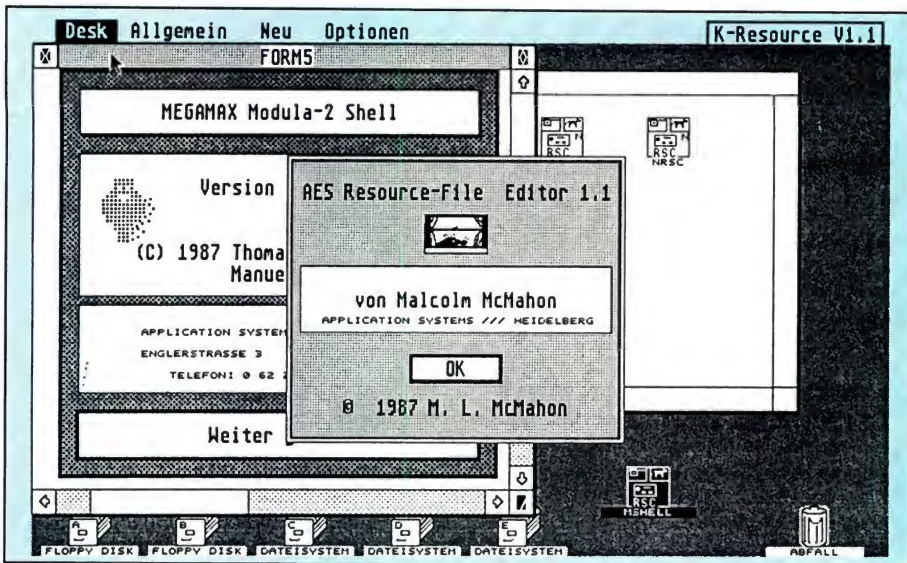 Desk Allgemein Neu Optionen
K-Resource V1.1
FORM5
MEGAMAX Modula-2 Shell
Version
(C) 1987 Thoma
Manue
APPLICATION SYSTEM
ENGLERSTRASSE 3
TELEFON: 0 62
Weiter
AES Resource-File Editor 1.1
von Malcolm McMahon
APPLICATION SYSTEMS /// HEIDELBERG
OK
© 1987 M. L. McMahon
RSC
RSC
NRSC
RSC
MSHELL
A
FLOPPY DISK
B
FLOPPY DISK
C
DATEISYSTEM
D
DATEISYSTEM
E
DATEISYSTEM
ABFALL